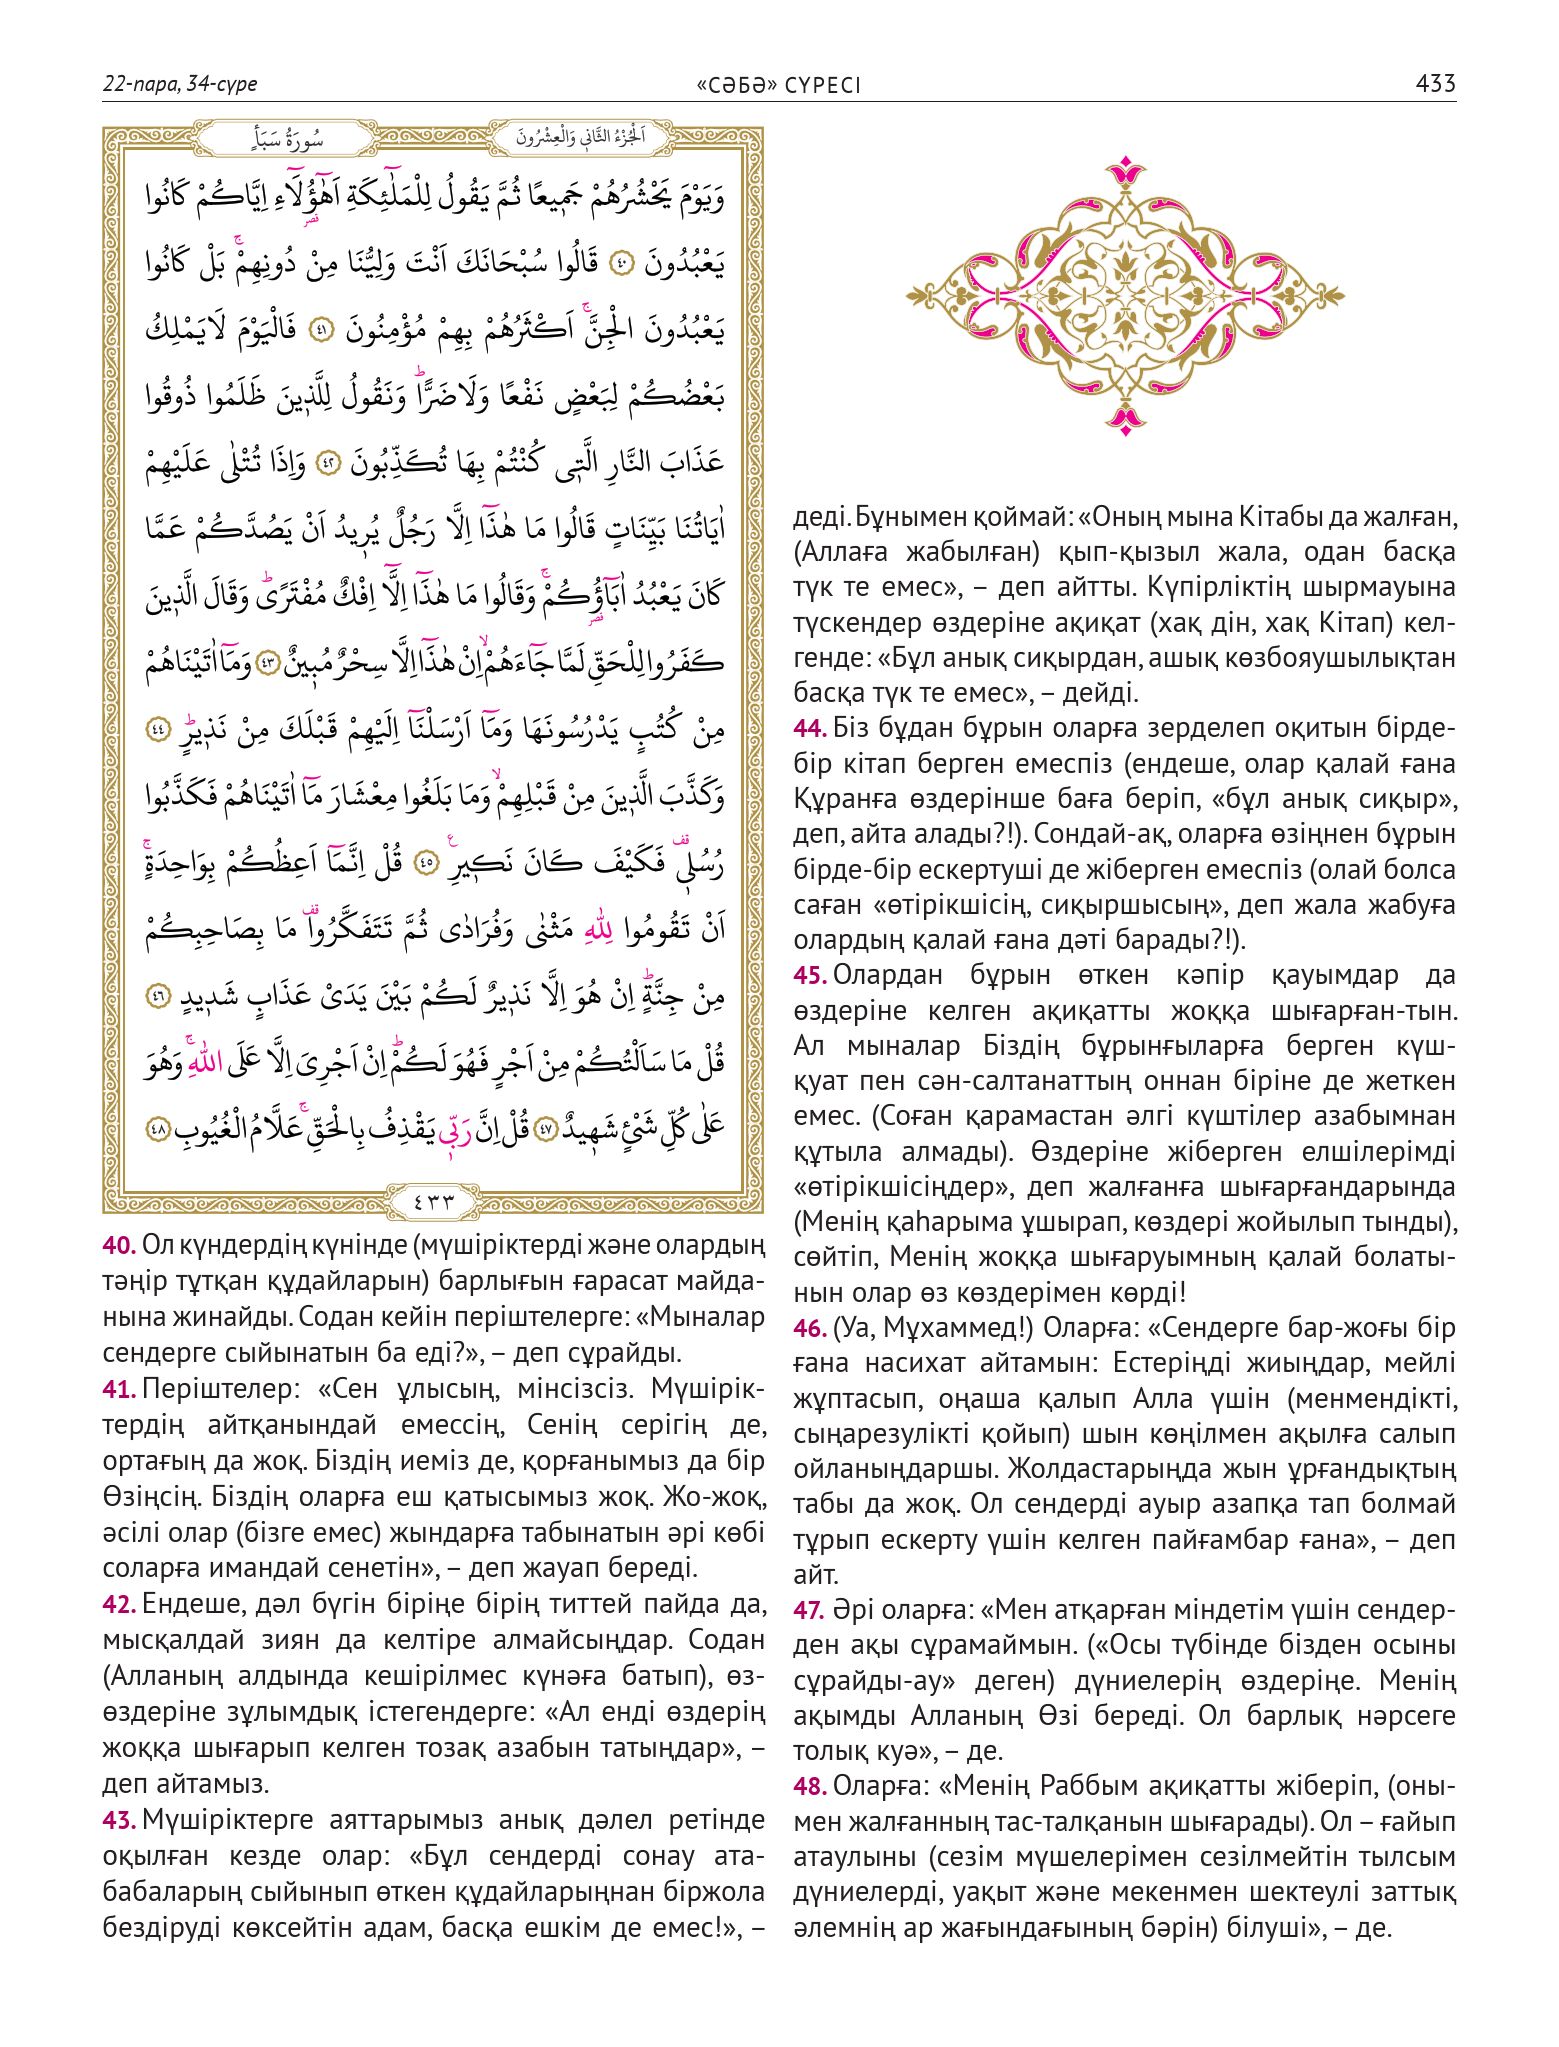 22-пара, 34-сүре
«СӘБӘ» СҮРЕСІ
433
سُورَةُ سَبَأٍ
اَلْجُزْءُ الثَّانٖي وَالْعِشْرُونَ
وَيَوْمَ يَحْشُرُهُمْ جَمٖيعًا ثُمَّ يَقُولُ لِلْمَلٰٓئِكَةِ اَهٰٓؤُ۬لَٓاءِ اِيَّاكُمْ كَانُوا
يَعْبُدُونَ ﴿٤٠﴾ قَالُوا سُبْحَانَكَ اَنْتَ وَلِيُّنَا مِنْ دُونِهِمْۚ بَلْ كَانُوا
يَعْبُدُونَ الْجِنَّۚ اَكْثَرُهُمْ بِهِمْ مُؤْمِنُونَ ﴿٤١﴾ فَالْيَوْمَ لَا يَمْلِكُ
بَعْضُكُمْ لِبَعْضٍ نَفْعًا وَلَا ضَرًّاۜ وَنَقُولُ لِلَّذٖينَ ظَلَمُوا ذُوقُوا
عَذَابَ النَّارِ الَّتٖى كُنْتُمْ بِهَا تُكَذِّبُونَ ﴿٤٢﴾ وَاِذَا تُتْلٰى عَلَيْهِمْ
اٰيَاتُنَا بَيِّنَاتٍ قَالُوا مَا هٰذَٓا اِلَّا رَجُلٌ يُرٖيدُ اَنْ يَصُدَّكُمْ عَمَّا
كَانَ يَعْبُدُ اٰبَٓاؤُ۬كُمْۚ وَقَالُوا مَا هٰذَٓا اِلَّٓا اِفْكٌ مُفْتَرًىۜ وَقَالَ الَّذٖينَ
كَفَرُوا لِلْحَقِّ لَمَّا جَٓاءَهُمْۙ اِنْ هٰذَٓا اِلَّا سِحْرٌ مُبٖينٌ ﴿٤٣﴾ وَمَٓا اٰتَيْنَاهُمْ
مِنْ كُتُبٍ يَدْرُسُونَهَا وَمَٓا اَرْسَلْنَٓا اِلَيْهِمْ قَبْلَكَ مِنْ نَذٖيرٍۜ ﴿٤٤﴾
وَكَذَّبَ الَّذٖينَ مِنْ قَبْلِهِمْۙ وَمَا بَلَغُوا مِعْشَارَ مَٓا اٰتَيْنَاهُمْ فَكَذَّبُوا
رُسُلٖى۠ فَكَيْفَ كَانَ نَكٖيرِ ﴿٤٥﴾ قُلْ اِنَّمَٓا اَعِظُكُمْ بِوَاحِدَةٍۚ
اَنْ تَقُومُوا لِلّٰهِ مَثْنٰى وَفُرَادٰى ثُمَّ تَتَفَكَّرُوا۠ مَا بِصَاحِبِكُمْ
مِنْ جِنَّةٍۜ اِنْ هُوَ اِلَّا نَذٖيرٌ لَكُمْ بَيْنَ يَدَىْ عَذَابٍ شَدٖيدٍ ﴿٤٦﴾
قُلْ مَا سَاَلْتُكُمْ مِنْ اَجْرٍ فَهُوَ لَكُمْۜ اِنْ اَجْرِىَ اِلَّا عَلَى اللّٰهِۚ وَهُوَ
عَلٰى كُلِّ شَىْءٍ شَهٖيدٌ ﴿٤٧﴾ قُلْ اِنَّ رَبّٖى يَقْذِفُ بِالْحَقِّۚ عَلَّامُ الْغُيُوبِ ﴿٤٨﴾
٤٣٣
40. Ол күндердің күнінде (мүшіріктерді және олардың
тәңір тұтқан құдайларын) барлығын ғарасат майда-
нына жинайды. Содан кейін періштелерге: «Мыналар
сендерге сыйынатын ба еді?», – деп сұрайды.
41. Періштелер: «Сен ұлысың, мінсізсіз. Мүшірік-
тердің айтқанындай емессің, Сенің серігің де,
ортағың да жоқ. Біздің иеміз де, қорғанымыз да бір
Өзіңсің. Біздің оларға еш қатысымыз жоқ. Жо-жоқ,
әсілі олар (бізге емес) жындарға табынатын әрі көбі
соларға имандай сенетін», – деп жауап береді.
42. Ендеше, дәл бүгін біріңе бірің титтей пайда да,
мысқалдай зиян да келтіре алмайсыңдар. Содан
(Алланың алдында кешірілмес күнәға батып), өз-
өздеріне зұлымдық істегендерге: «Ал енді өздерің
жоққа шығарып келген тозақ азабын татыңдар», –
деп айтамыз.
43. Мүшіріктерге аяттарымыз анық дәлел ретінде
оқылған кезде олар: «Бұл сендерді сонау ата-
бабаларың сыйынып өткен құдайларыңнан біржола
бездіруді көксейтін адам, басқа ешкім де емес!», –
деді. Бұнымен қоймай: «Оның мына Кітабы да жалған,
(Аллаға жабылған) қып-қызыл жала, одан басқа
түк те емес», – деп айтты. Күпірліктің шырмауына
түскендер өздеріне ақиқат (хақ дін, хақ Кітап) кел-
генде: «Бұл анық сиқырдан, ашық көзбояушылықтан
басқа түк те емес», – дейді.
44. Біз бұдан бұрын оларға зерделеп оқитын бірде-
бір кітап берген емеспіз (ендеше, олар қалай ғана
Құранға өздерінше баға беріп, «бұл анық сиқыр»,
деп, айта алады?!). Сондай-ақ, оларға өзіңнен бұрын
бірде-бір ескертуші де жіберген емеспіз (олай болса
саған «өтірікшісің, сиқыршысың», деп жала жабуға
олардың қалай ғана дәті барады?!).
45. Олардан бұрын өткен кәпір қауымдар да
өздеріне келген ақиқатты жоққа шығарған-тын.
Ал мыналар Біздің бұрынғыларға берген күш-
қуат пен сән-салтанаттың оннан біріне де жеткен
емес. (Соған қарамастан әлгі күштілер азабымнан
құтыла алмады). Өздеріне жіберген елшілерімді
«өтірікшісіңдер», деп жалғанға шығарғандарында
(Менің қаһарыма ұшырап, көздері жойылып тынды),
сөйтіп, Менің жоққа шығаруымның қалай болаты-
нын олар өз көздерімен көрді!
46. (Уа, Мұхаммед!) Оларға: «Сендерге бар-жоғы бір
ғана насихат айтамын: Естеріңді жиыңдар, мейлі
жұптасып, оңаша қалып Алла үшін (менмендікті,
сыңарезулікті қойып) шын көңілмен ақылға салып
ойланыңдаршы. Жолдастарыңда жын ұрғандықтың
табы да жоқ. Ол сендерді ауыр азапқа тап болмай
тұрып ескерту үшін келген пайғамбар ғана», – деп
айт.
47. Әрі оларға: «Мен атқарған міндетім үшін сендер-
ден ақы сұрамаймын. («Осы түбінде бізден осыны
сұрайды-ау» деген) дүниелерің өздеріңе. Менің
ақымды Алланың Өзі береді. Ол барлық нәрсеге
толық куә», – де.
48. Оларға: «Менің Раббым ақиқатты жіберіп, (оны-
мен жалғанның тас-талқанын шығарады). Ол – ғайып
атаулыны (сезім мүшелерімен сезілмейтін тылсым
дүниелерді, уақыт және мекенмен шектеулі заттық
әлемнің ар жағындағының бәрін) білуші», – де.